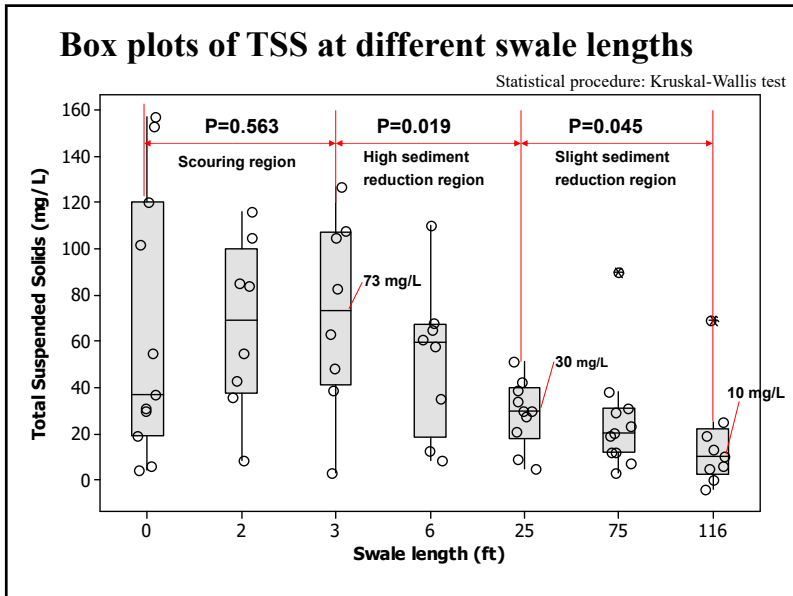 Box plots of TSS at different swale lengths
Statistical procedure: Kruskal-Wallis test
160
140
120
100
80
60
40
20
0
Total Suspended Solids (mg/L)
P=0.563
P=0.019
P=0.045
Scouring region
High sediment
reduction region
Slight sediment
reduction region
73 mg/L
30 mg/L
10 mg/L
0
2
3
6
25
75
116
Swale length (ft)